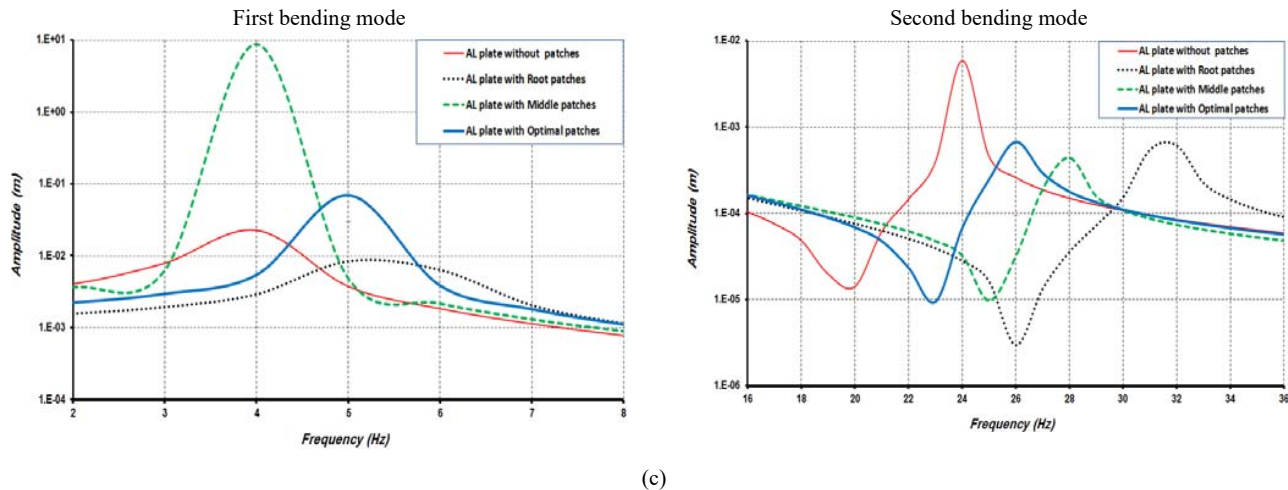 First bending mode
1.E+01
1.E+00
1.E-01
1.E-02
1.E-03
1.E-04
Amplitude (m)
AL plate without patches
AL plate with Root patches
AL plate with Middle patches
AL plate with Optimal patches
2 3 4 5 6 7 8
Frequency (Hz)
Second bending mode
1.E-02
1.E-03
1.E-04
1.E-05
1.E-06
Amplitude (m)
AL plate without patches
AL plate with Root patches
AL plate with Middle patches
AL plate with Optimal patches
16 18 20 22 24 26 28 30 32 34 36
Frequency (Hz)
(c)